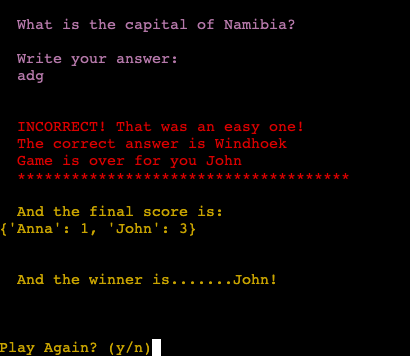 What is the capital of Namibia?
Write your answer:
adg
INCORRECT! That was an easy one!
The correct answer is Windhoek
Game is over for you John
*************************************
And the final score is:
{'Anna': 1, 'John': 3}
And the winner is.......John!
Play Again? (y/n)